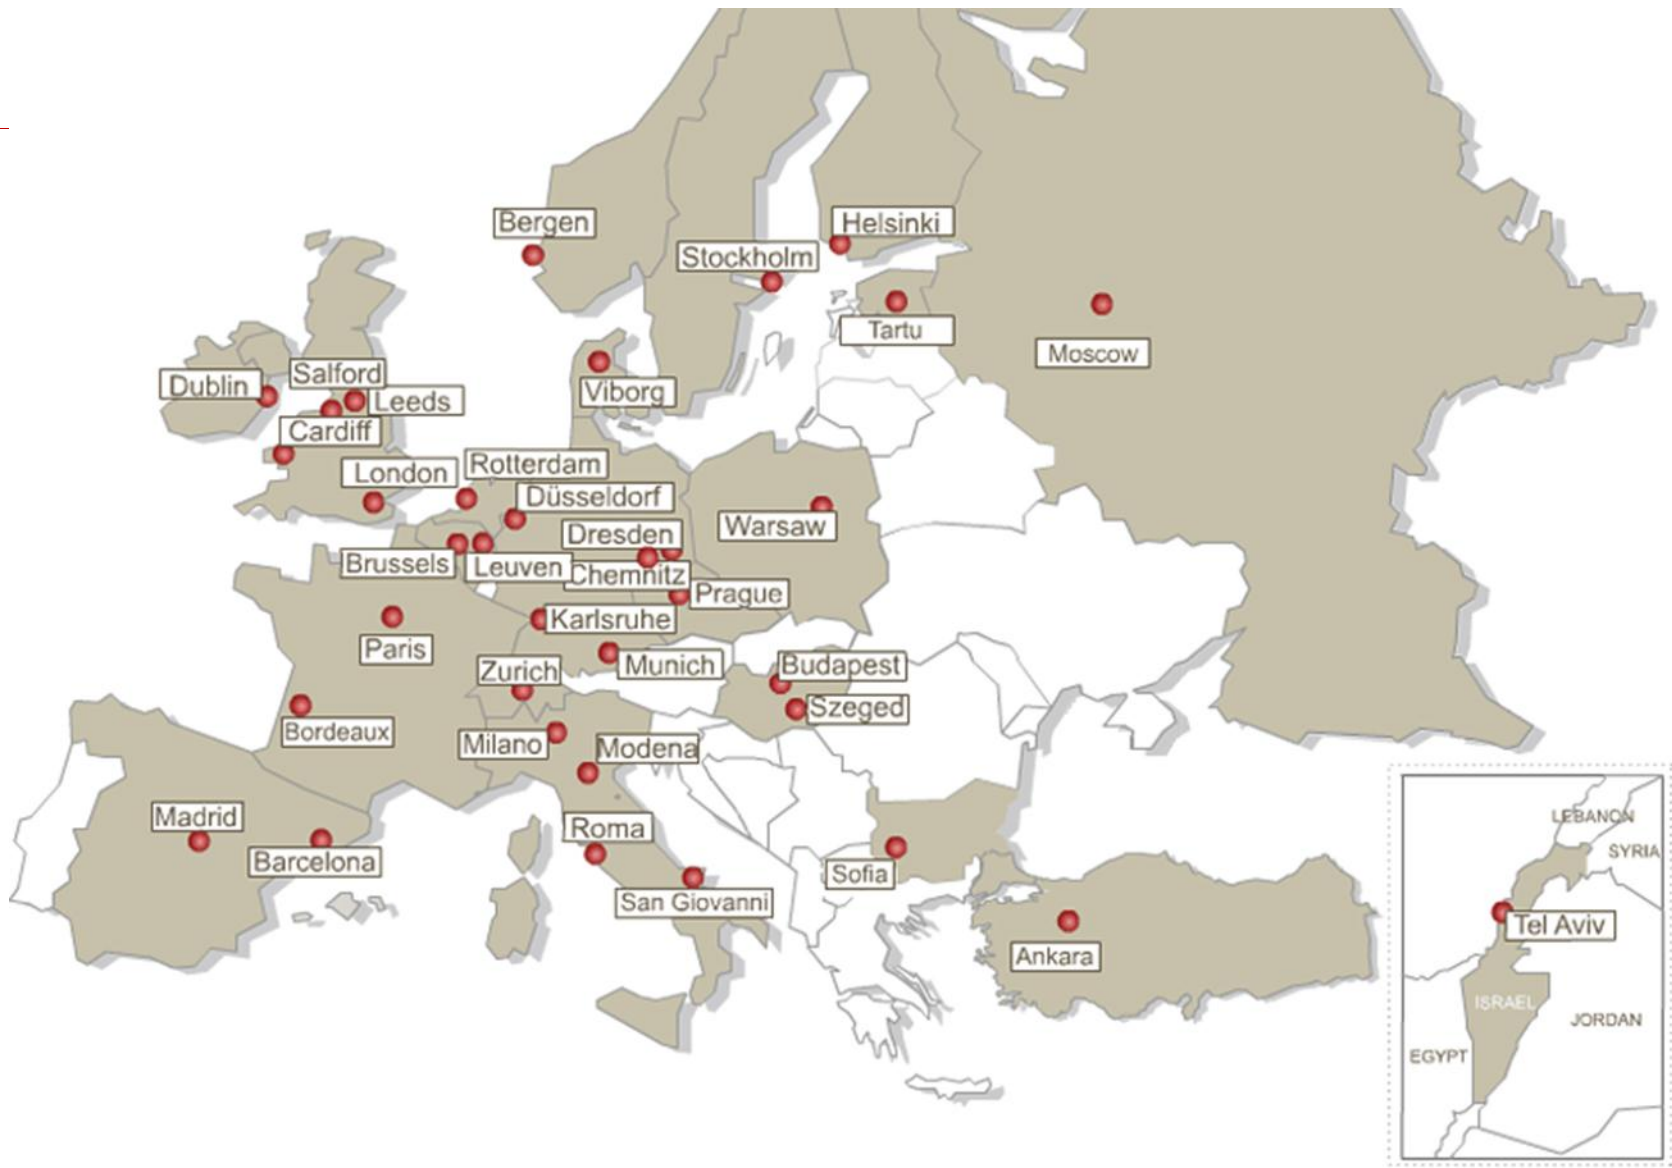 Bergen
Helsinki
Stockholm
Tartu
Moscow
Salford
Dublin
Leeds
Viborg
Cardiff
London
Rotterdam
Düsseldorf
Warsaw
Dresden
Brussels
Leuven
Chemnitz
Prague
Karlsruhe
Paris
Zurich
Munich
Budapest
Szeged
Bordeaux
Milano
Modena
Madrid
Roma
Barcelona
Sofia
San Giovanni
Ankara
LEBANON
SYRIA
Tel Aviv
ISRAEL
JORDAN
EGYPT